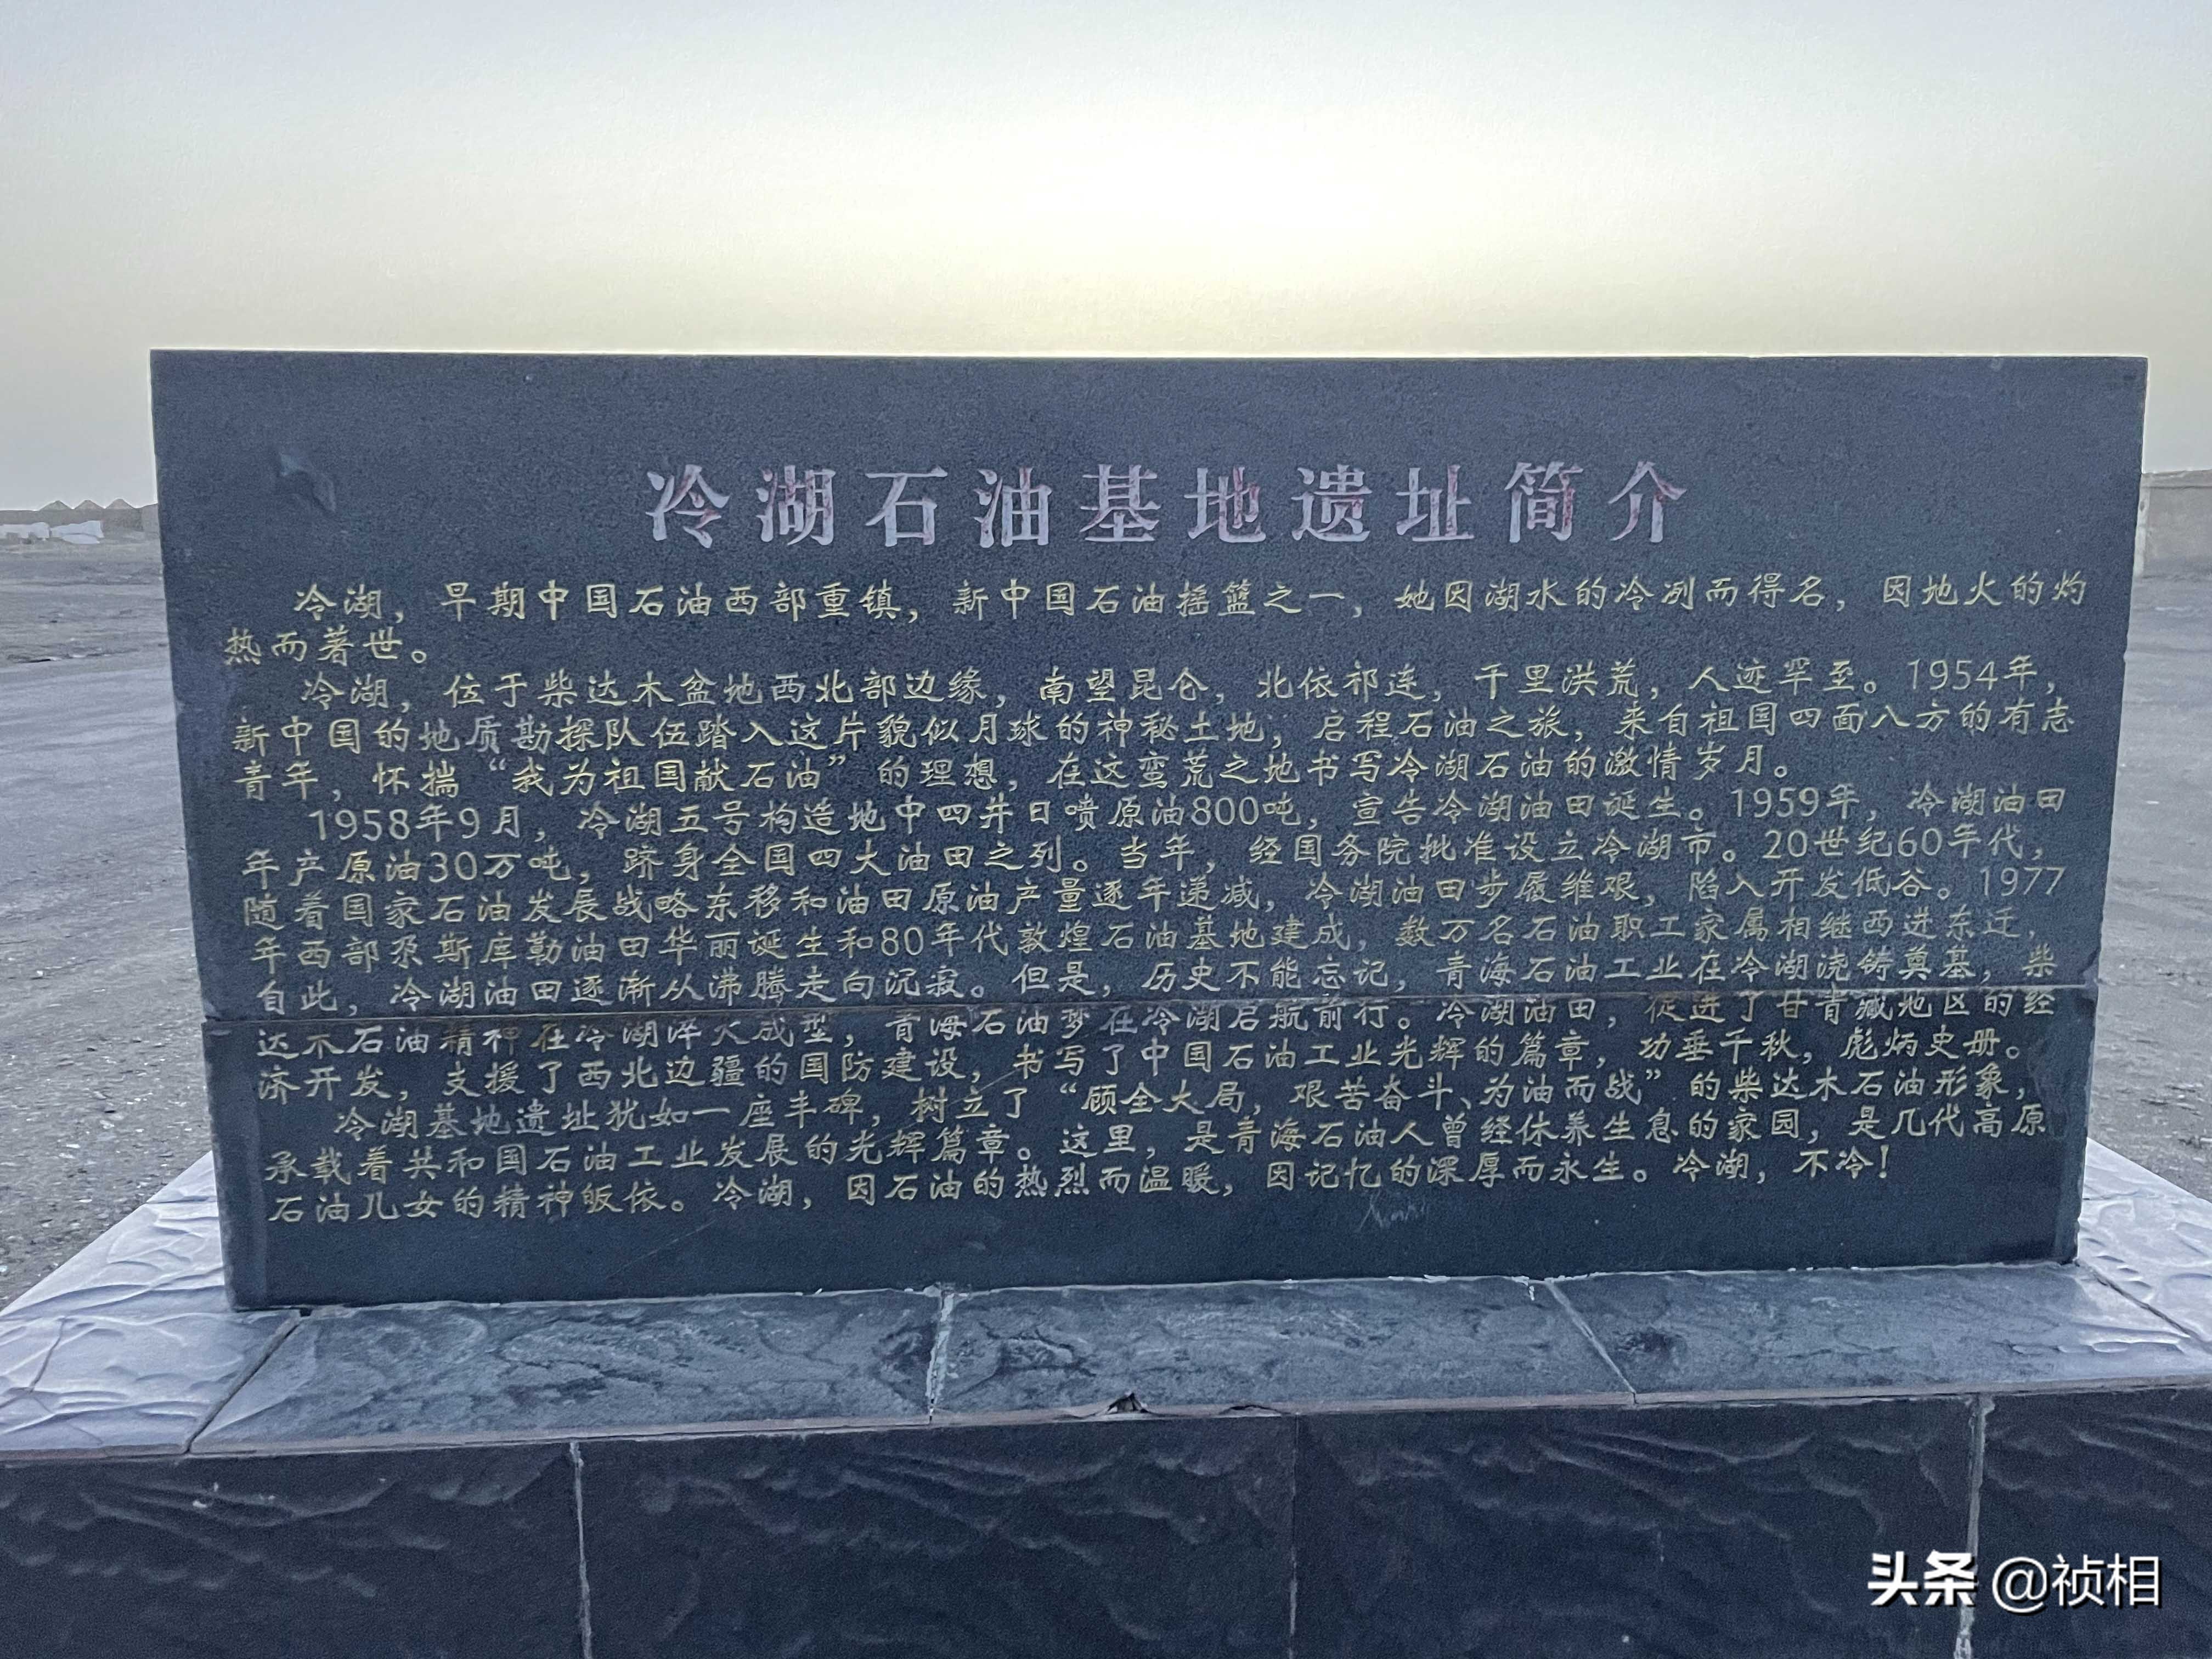 冷湖石油基地遗址简介
冷湖，早期中国石油西部重镇，新中国石油摇篮之一，她因湖水的冷冽而得名，因地火的灼
热而著世。
冷湖，位于柴达木盆地西北部边缘，南望昆仑，北依祁连，千里洪荒，人迹罕至。1954年，
新中国的地质勘探队伍踏入这片貌似月球的神秘土地，启程石油之旅，来自祖国四面八方的有志
青年，怀揣“我为祖国献石油”的理想，在这蛮荒之地书写冷湖石油的激情岁月。
1958年9月，冷湖五号构造地中四井日喷原油800吨，宣告冷湖油田诞生。1959年，冷湖油田
年产原油30万吨，跻身全国四大油田之列。当年，经国务院批准设立冷湖市。20世纪60年代，
随着国家石油发展战略东移和油田原油产量逐年递减，冷湖油田步履维艰，陷入开发低谷。1977
年西部尕斯库勒油田华丽诞生和80年代敦煌石油基地建成，数万名石油职工家属相继西进东迁，
自此，冷湖油田逐渐从沸腾走向沉寂。但是，历史不能忘记，青海石油工业在冷湖浇铸奠基，柴
达木石油精神在冷湖淬火成型，青海石油梦在冷湖启航前行。冷湖油田，促进了甘青藏地区的经
济开发，支援了西北边疆的国防建设，书写了中国石油工业光辉的篇章，功垂千秋，彪炳史册。
冷湖基地遗址犹如一座丰碑，树立了“顾全大局，艰苦奋斗、为油而战”的柴达木石油形象，
承载着共和国石油工业发展的光辉篇章。这里，是青海石油人曾经休养生息的家园，是几代高原
石油儿女的精神皈依。冷湖，因石油的热烈而温暖，因记忆的深厚而永生。冷湖，不冷！
头条 @祯相